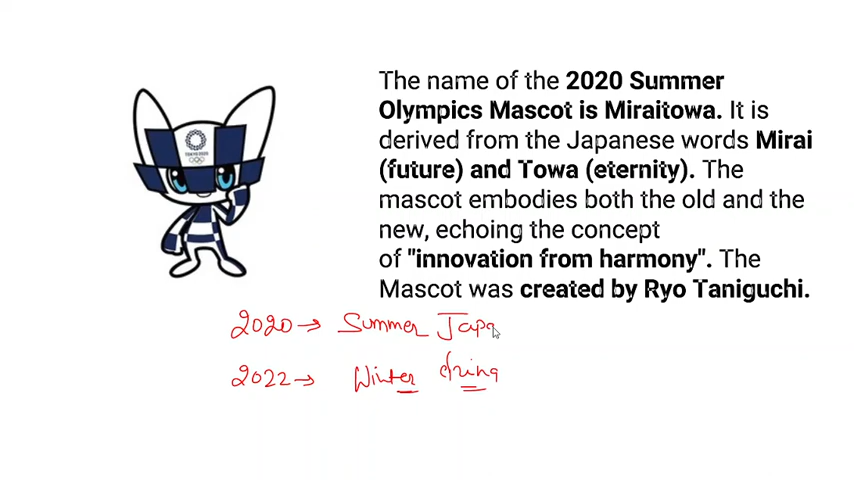 TOKYO 2020
The name of the 2020 Summer
Olympics Mascot is Miraitowa. It is
derived from the Japanese words Mirai
(future) and Towa (eternity). The
mascot embodies both the old and the
new, echoing the concept
of "innovation from harmony". The
Mascot was created by Ryo Taniguchi.
2020 → Summer Japa
2022 → Winter